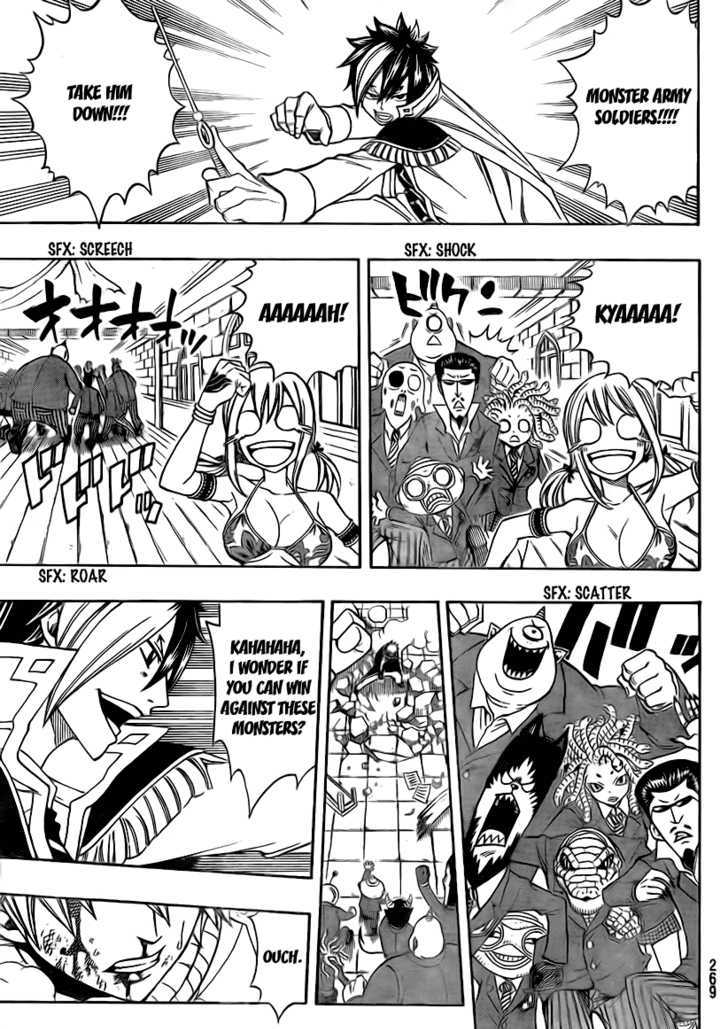 MONSTER ARMY
SOLDIERS!!!!
TAKE HIM
DOWN!!!
SFX: SHOCK
ビクン
KYAAAAA!
SFX: SCREECH
オオオオッ
AAAAAAH!
ドドドド
SFX: ROAR
SFX: SCATTER
KAHAHAHA,
I WONDER IF
YOU CAN WIN
AGAINST THESE
MONSTERS?
OUCH.
269